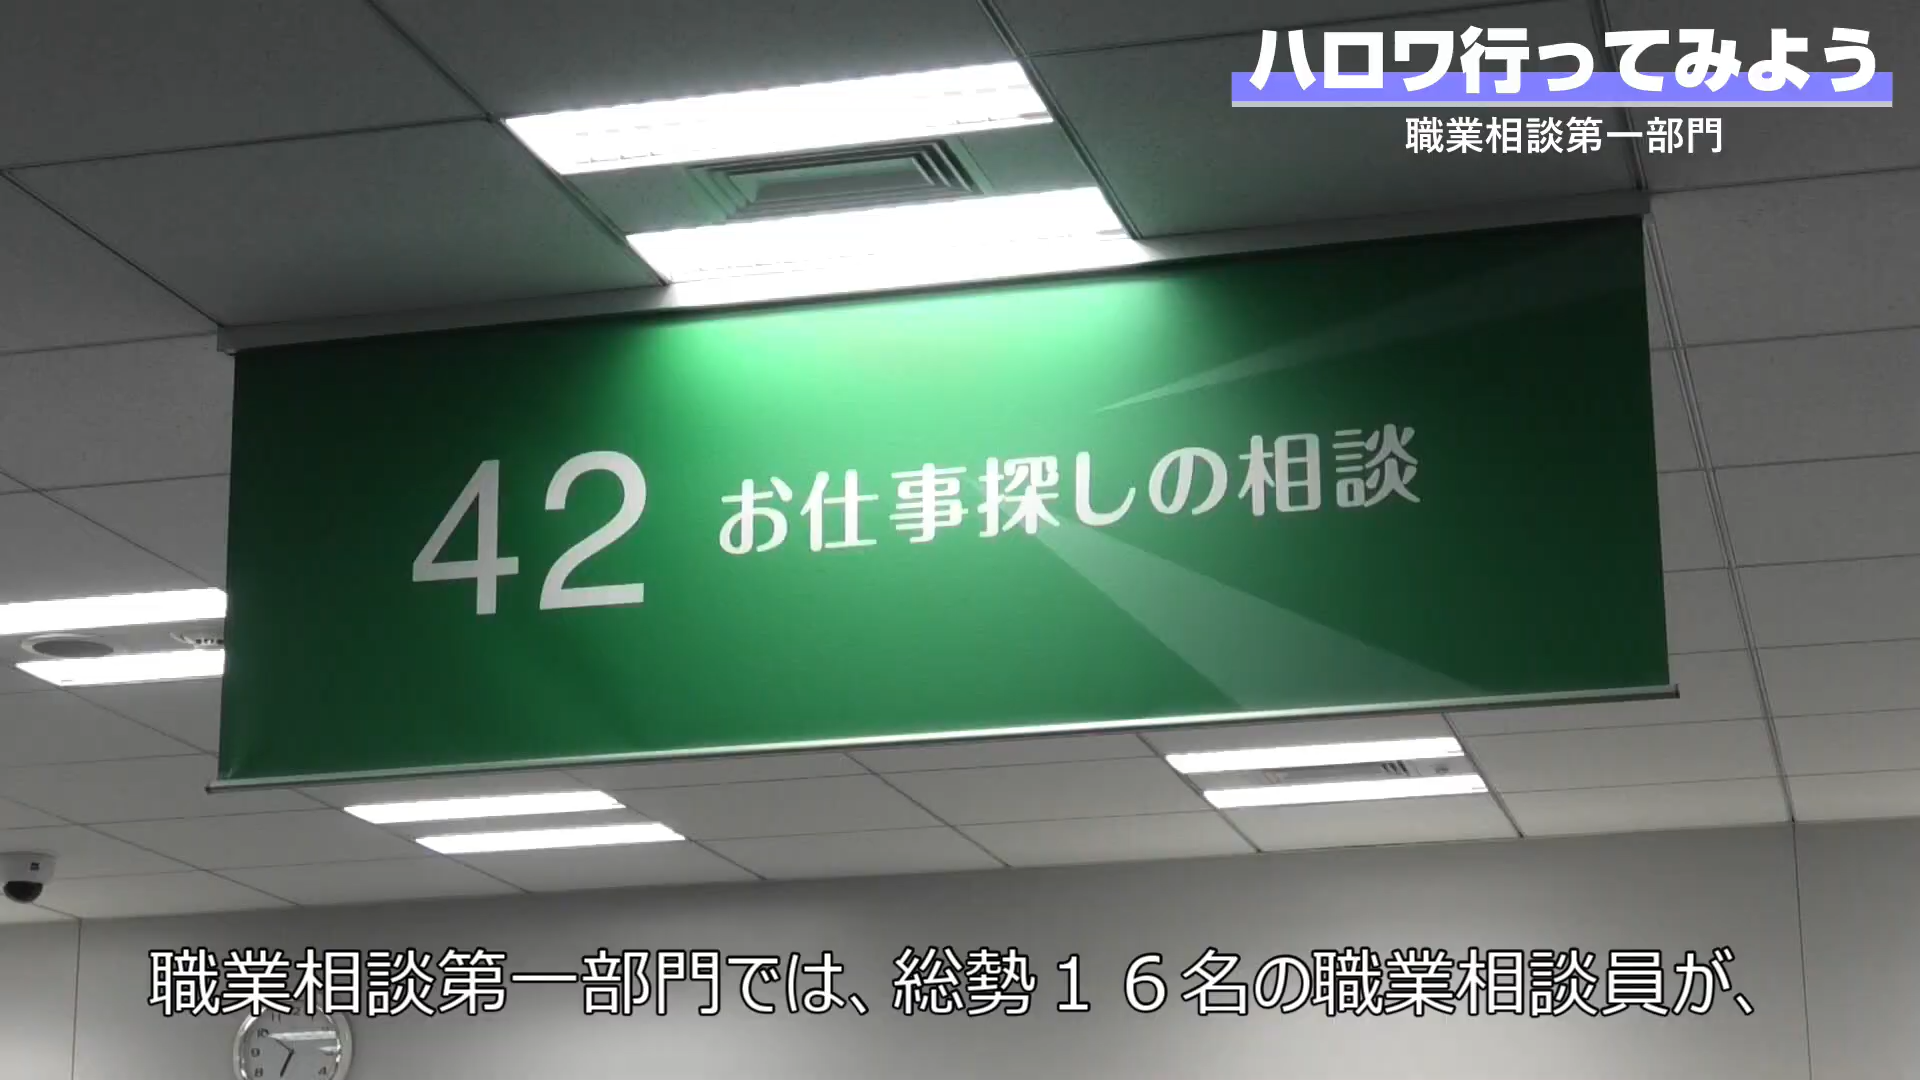 ハロワ行ってみよう
職業相談第一部門
42 お仕事探しの相談
職業相談第一部門では、総勢１６名の職業相談員が、